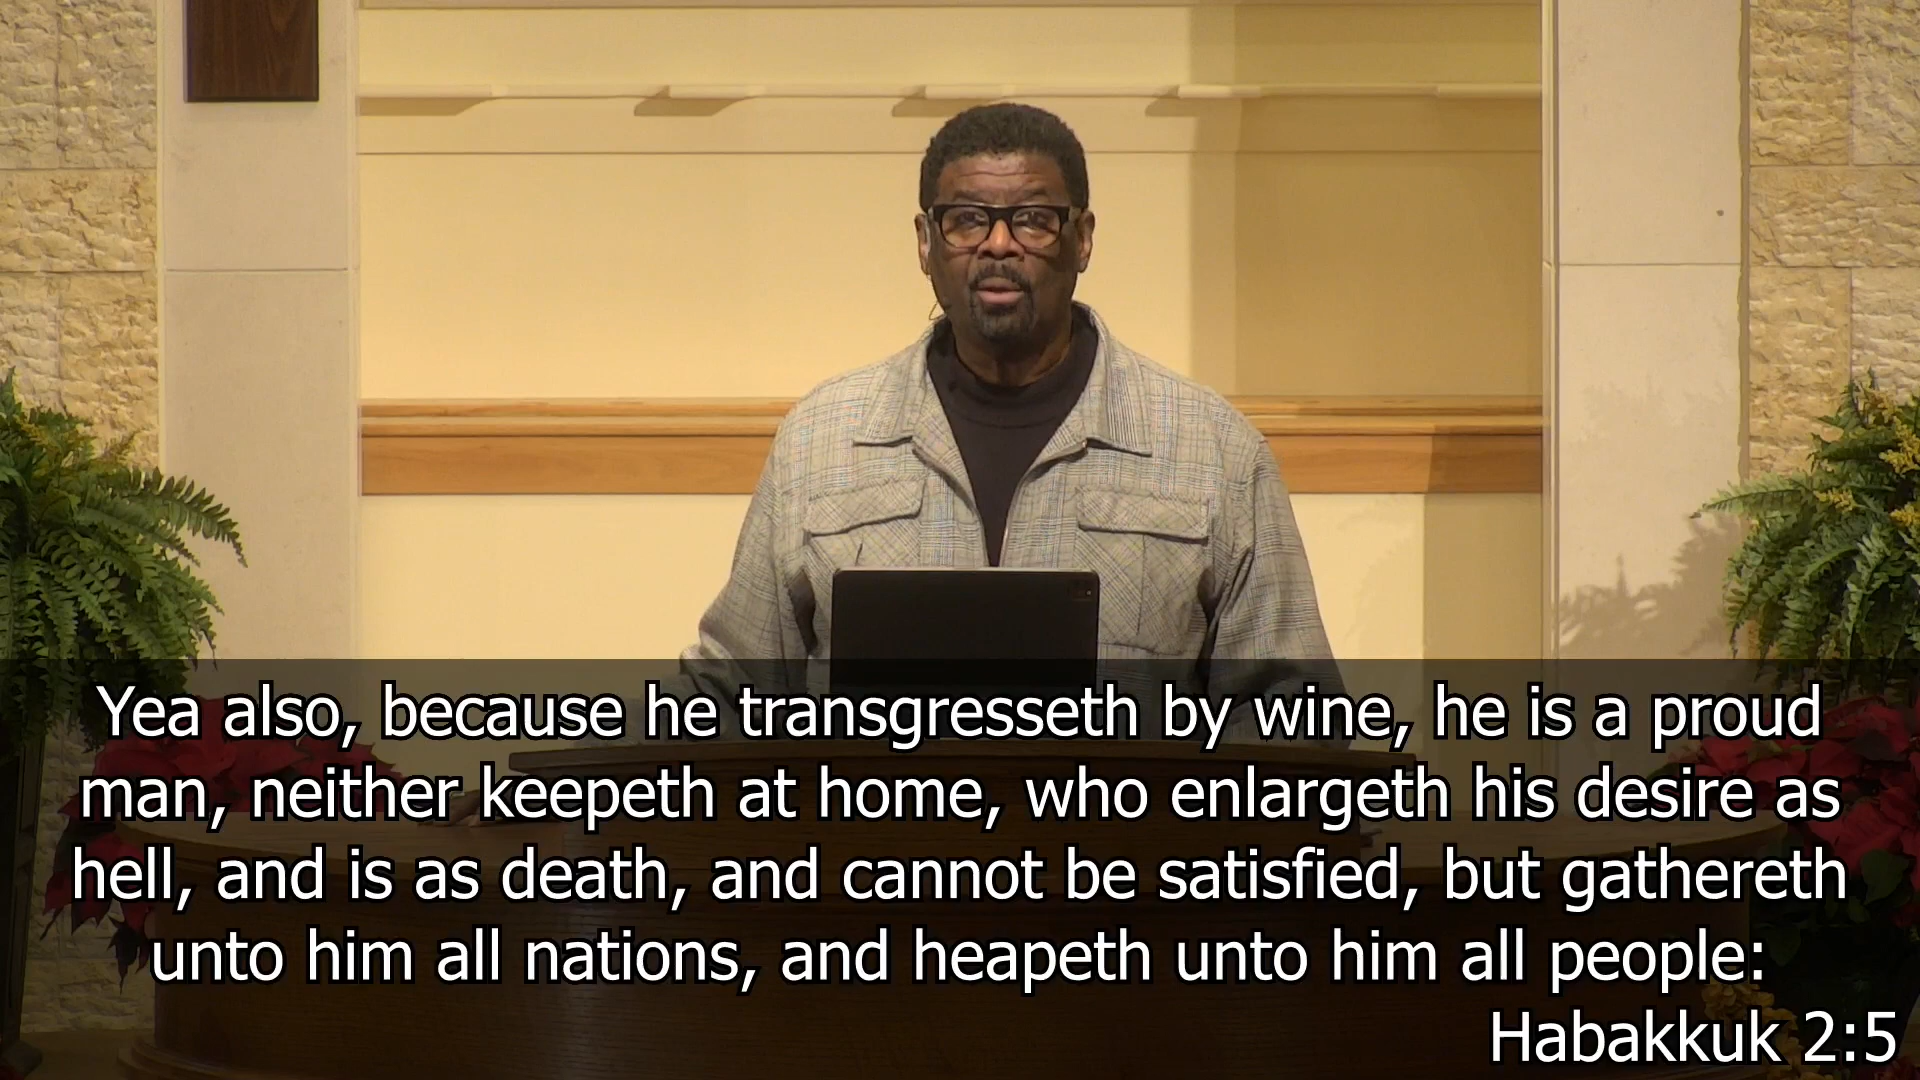 Yea also, because he transgresseth by wine, he is a proud
man, neither keepeth at home, who enlargeth his desire as
hell, and is as death, and cannot be satisfied, but gathereth
unto him all nations, and heapeth unto him all people:
Habakkuk 2:5